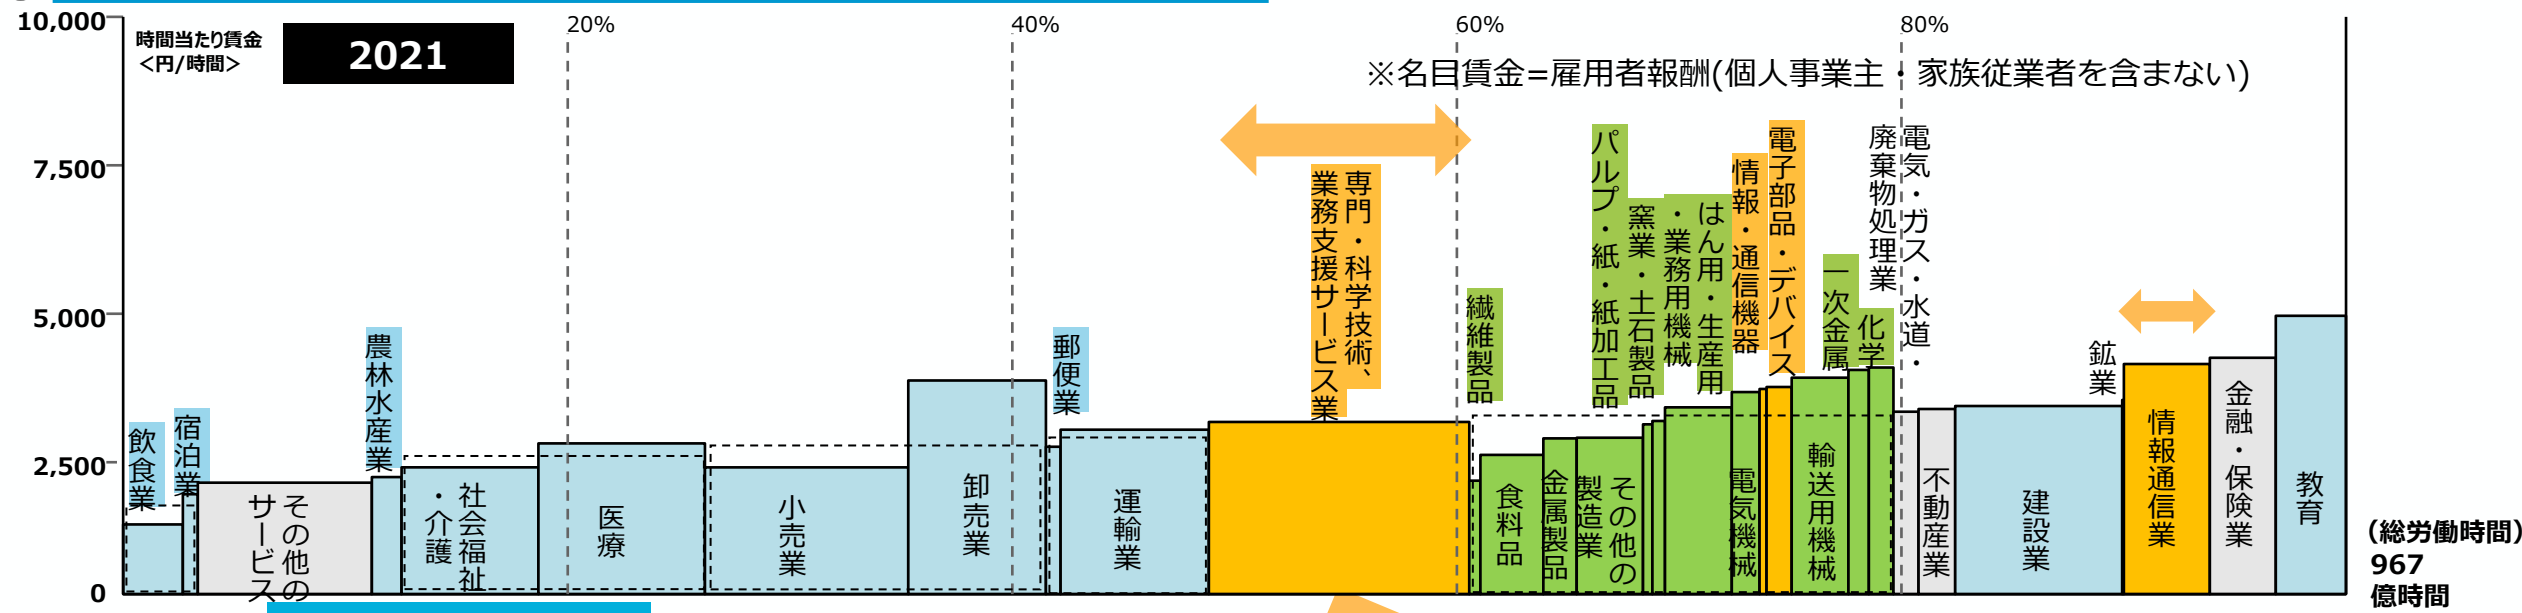 10,000
7,500
5,000
2,500
0
時間当たり賃金
<円/時間>
2021
20%
40%
60%
80%
※名目賃金=雇用者報酬(個人事業主・家族従業者を含まない)
飲食業
宿泊業
その他の
サービス
農林水産業
社会福祉
・介護
医療
小売業
卸売業
郵便業
運輸業
専門・科学技術、
業務支援サービス業
繊維製品
食料品
金属製品
その他の
製造業
パルプ・紙・紙加工品
窯業・土石製品
はん用・生産用
・業務用機械
電気機械
情報・通信機器
電子部品・デバイス
輸送用機械
一次金属
化学
電気・ガス・水道・
廃棄物処理業
不動産業
建設業
鉱業
情報通信業
金融・保険業
教育
(総労働時間)
967
億時間